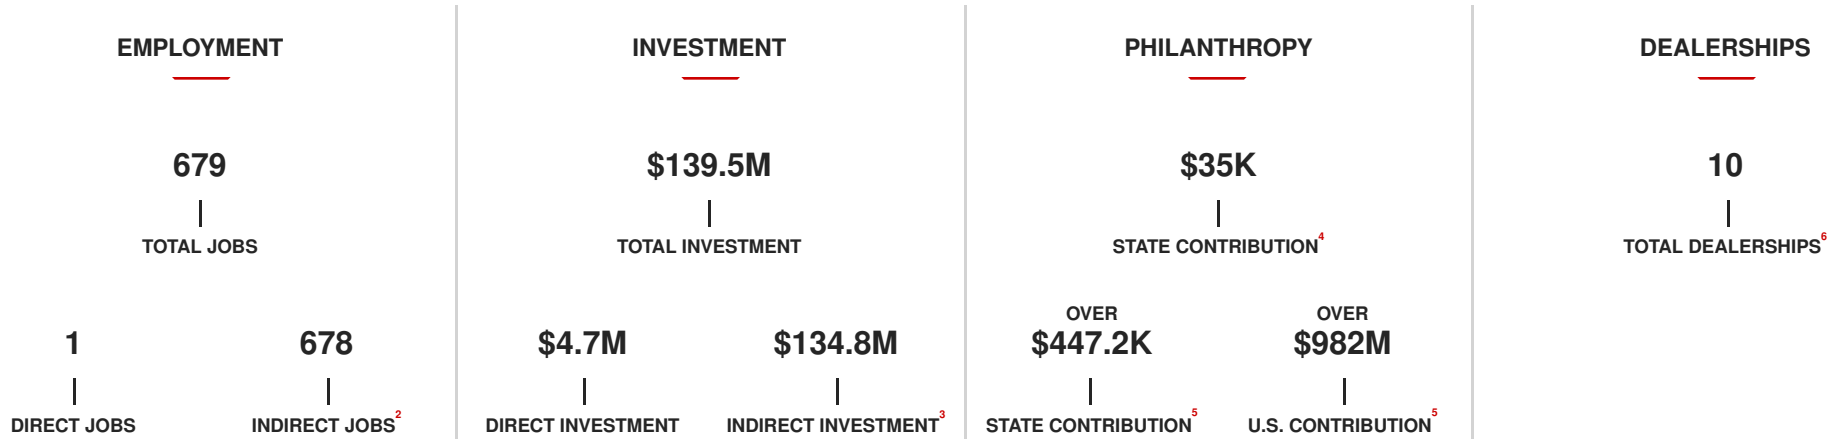 EMPLOYMENT
679
TOTAL JOBS
1
DIRECT JOBS
678
INDIRECT JOBS2
INVESTMENT
$139.5M
TOTAL INVESTMENT
$4.7M
DIRECT INVESTMENT
$134.8M
INDIRECT INVESTMENT3
PHILANTHROPY
$35K
STATE CONTRIBUTION4
OVER
$447.2K
STATE CONTRIBUTION5
OVER
$982M
U.S. CONTRIBUTION5
DEALERSHIPS
10
TOTAL DEALERSHIPS6